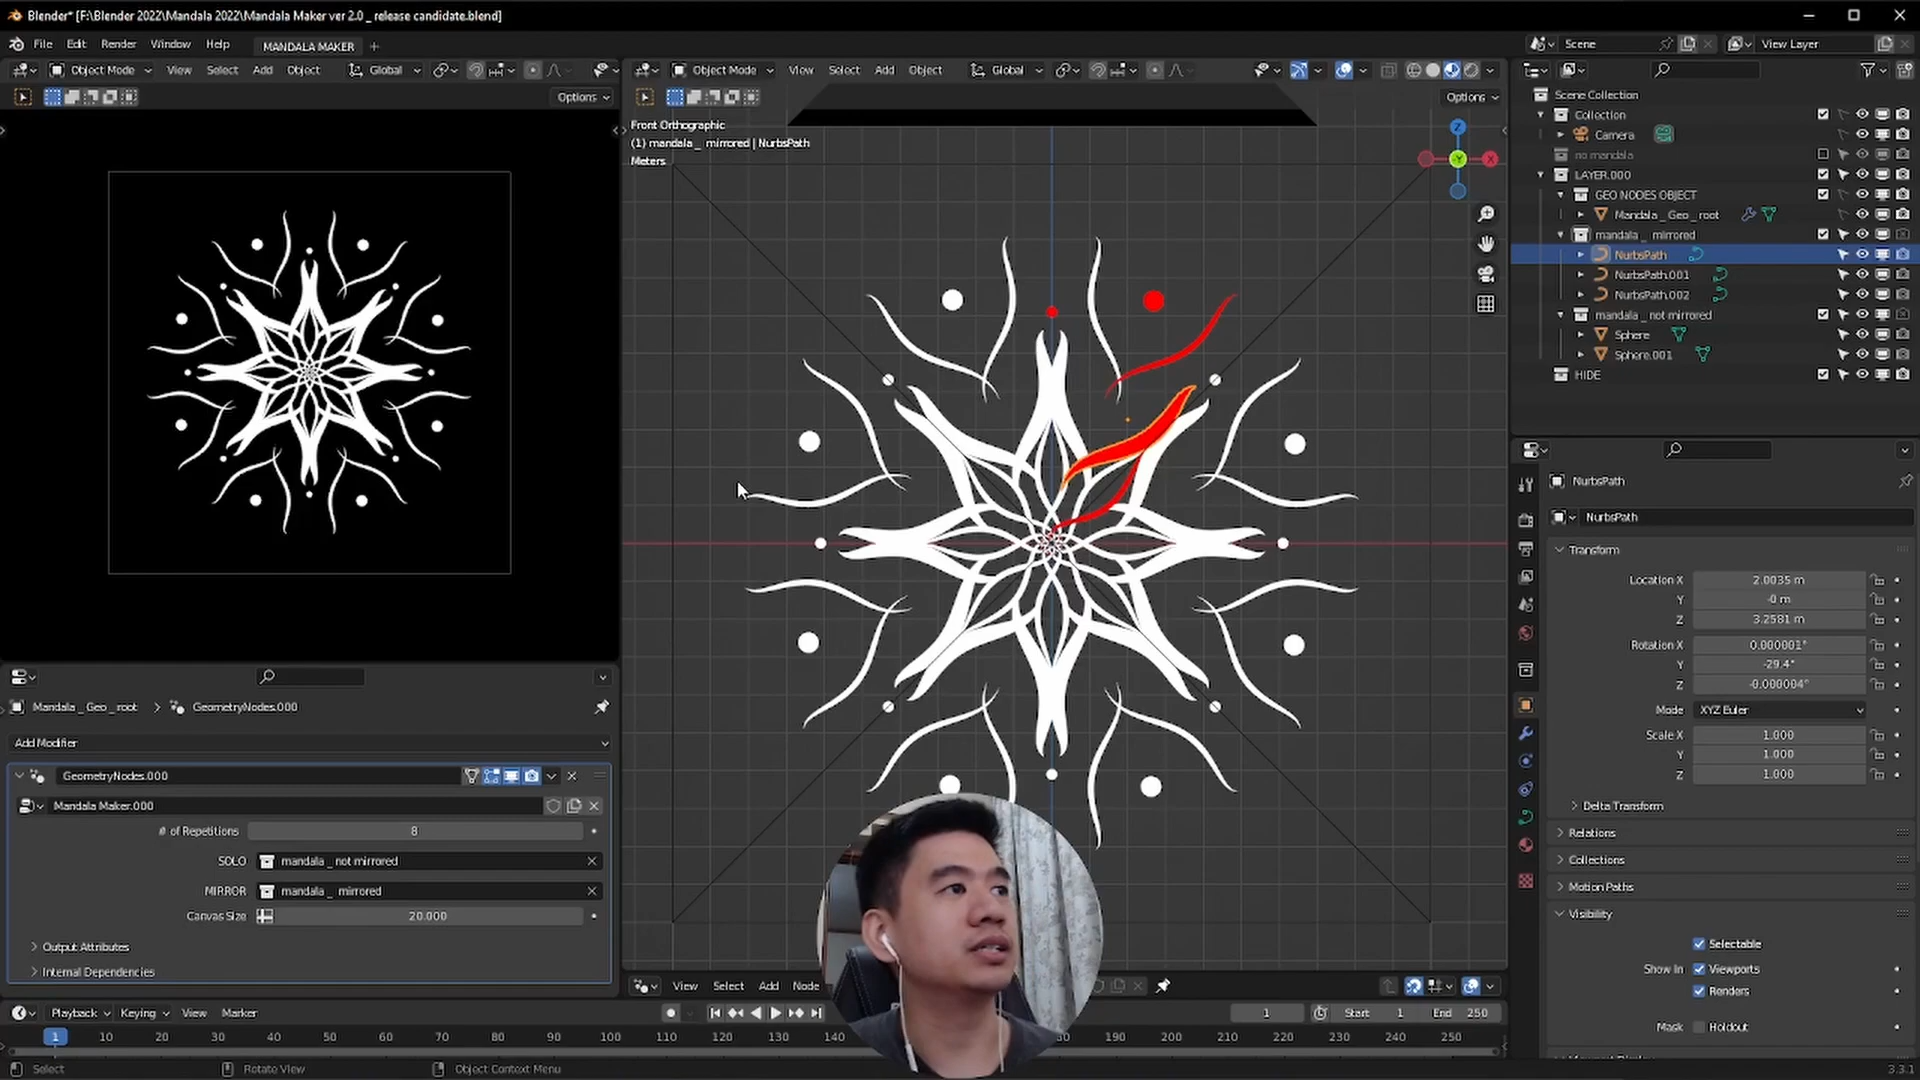 Blender* [F:\Blender 2022\Mandala 2022\Mandala Maker ver 2.0 _ release candidate.blend]
File Edit Render Window Help MANDALA MAKER + Scene View Layer
Object Mode View Select Add Object Global
Object Mode View Select Add Object Global
Options
Options
Front Orthographic
(1) mandala _ mirrored | NurbsPath
Meters
Z
Y
X
Scene Collection
Collection
Camera
no mandala
LAYER.000
GEO NODES OBJECT
Mandala _ Geo _ root
mandala _ mirrored
NurbsPath
NurbsPath.001
NurbsPath.002
mandala _ not mirrored
Sphere
Sphere.001
HIDE
NurbsPath
NurbsPath
Transform
Location X 2.0035 m
Y -0 m
Z 3.2581 m
Rotation X 0.000001°
Y -29.4°
Z -0.000004°
Mode XYZ Euler
Scale X 1.000
Y 1.000
Z 1.000
Delta Transform
Relations
Collections
Motion Paths
Visibility
Selectable
Show In Viewports
Renders
Mask Holdout
Mandala _ Geo _ root > GeometryNodes.000
Add Modifier
GeometryNodes.000
Mandala Maker.000
# of Repetitions 8
SOLO mandala _ not mirrored
MIRROR mandala _ mirrored
Canvas Size 20.000
Output Attributes
Internal Dependencies
View Select Add Node
Playback Keying View Marker
1 Start 1 End 250
1 10 20 30 40 50 60 70 80 90 100 110 120 130 140 190 200 210 220 230 240 250
Select Rotate View Object Context Menu 3.3.1